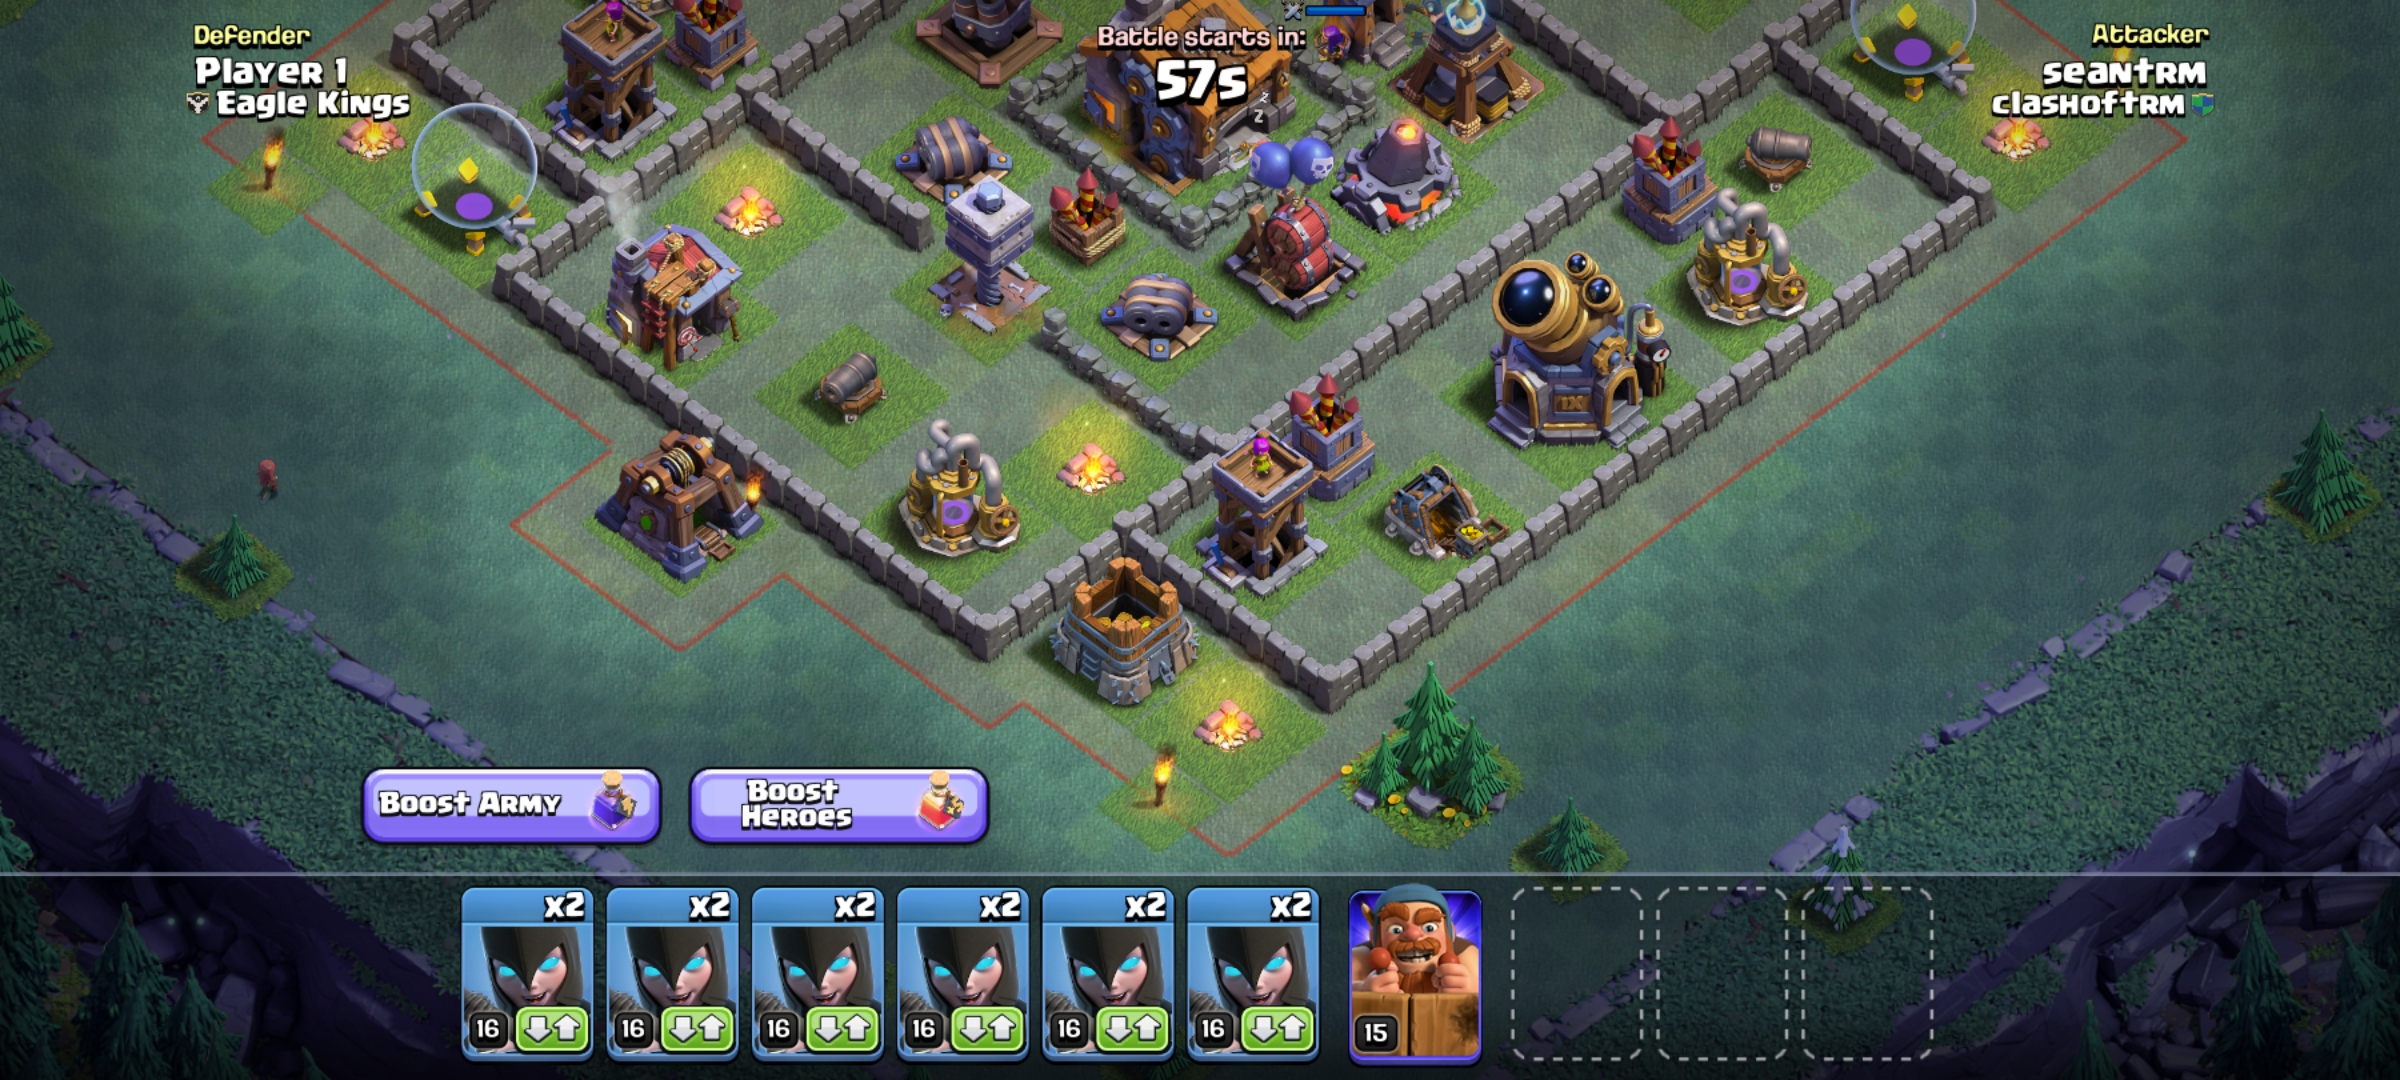 Defender
Player 1
Eagle Kings
Battle starts in:
57s
Attacker
seantRM
clashoftRM
z
z
IX
Boost Army
Boost
Heroes
x2
x2
x2
x2
x2
x2
16
16
16
16
16
16
15